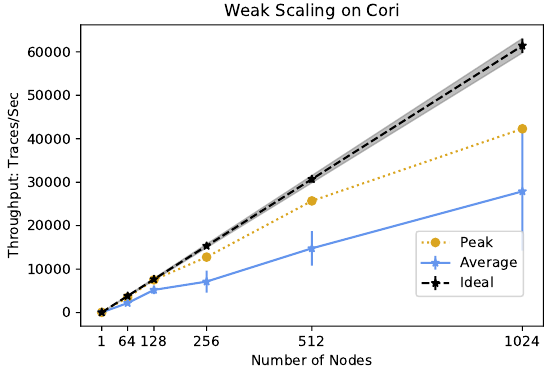 Weak Scaling on Cori
Throughput: Traces/Sec
60000
50000
40000
30000
20000
10000
0
Peak
Average
Ideal
1 64 128 256 512 1024
Number of Nodes